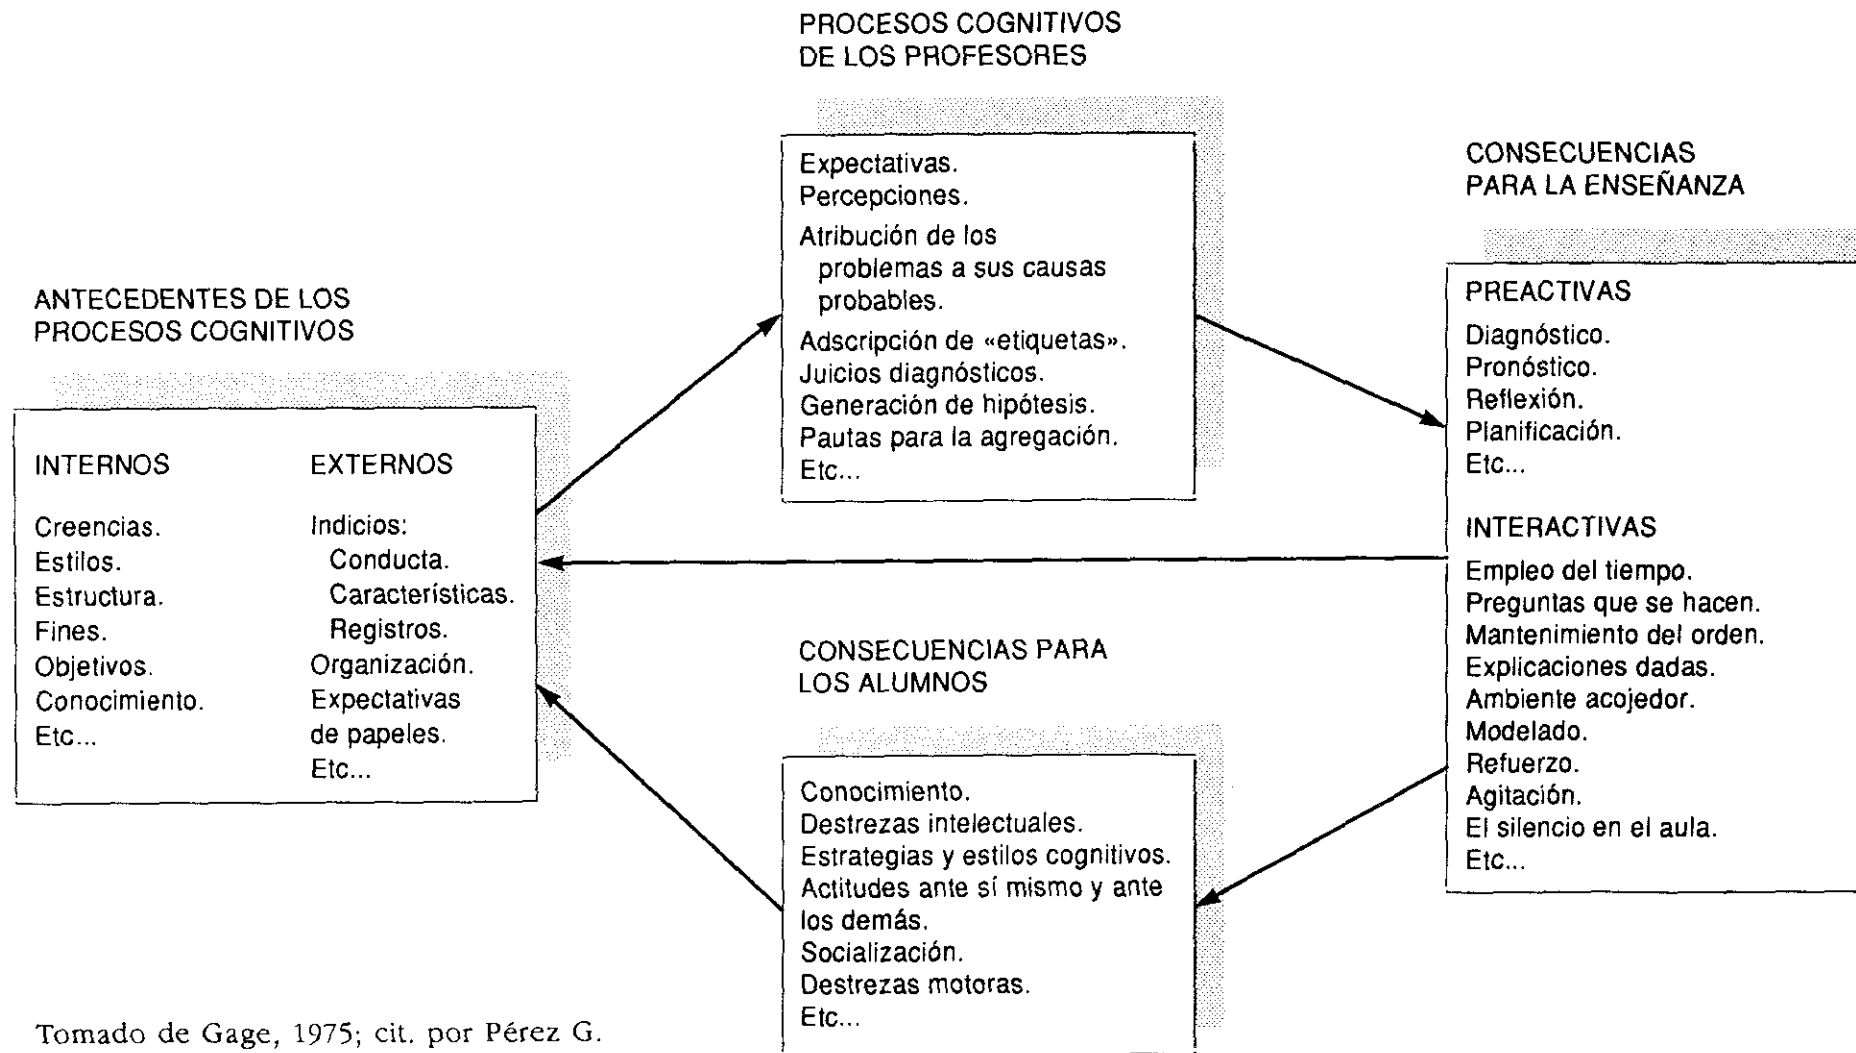 PROCESOS COGNITIVOS
DE LOS PROFESORES
Expectativas.
Percepciones.
Atribución de los
problemas a sus causas
probables.
Adscripción de «etiquetas».
Juicios diagnósticos.
Generación de hipótesis.
Pautas para la agregación.
Etc...
CONSECUENCIAS
PARA LA ENSEÑANZA
PREACTIVAS
Diagnóstico.
Pronóstico.
Reflexión.
Planificación.
Etc...
INTERACTIVAS
Empleo del tiempo.
Preguntas que se hacen.
Mantenimiento del orden.
Explicaciones dadas.
Ambiente acojedor.
Modelado.
Refuerzo.
Agitación.
El silencio en el aula.
Etc...
ANTECEDENTES DE LOS
PROCESOS COGNITIVOS
INTERNOS
Creencias.
Estilos.
Estructura.
Fines.
Objetivos.
Conocimiento.
Etc...
EXTERNOS
Indicios:
Conducta.
Características.
Registros.
Organización.
Expectativas
de papeles.
Etc...
CONSECUENCIAS PARA
LOS ALUMNOS
Conocimiento.
Destrezas intelectuales.
Estrategias y estilos cognitivos.
Actitudes ante sí mismo y ante
los demás.
Socialización.
Destrezas motoras.
Etc...
Tomado de Gage, 1975; cit. por Pérez G.